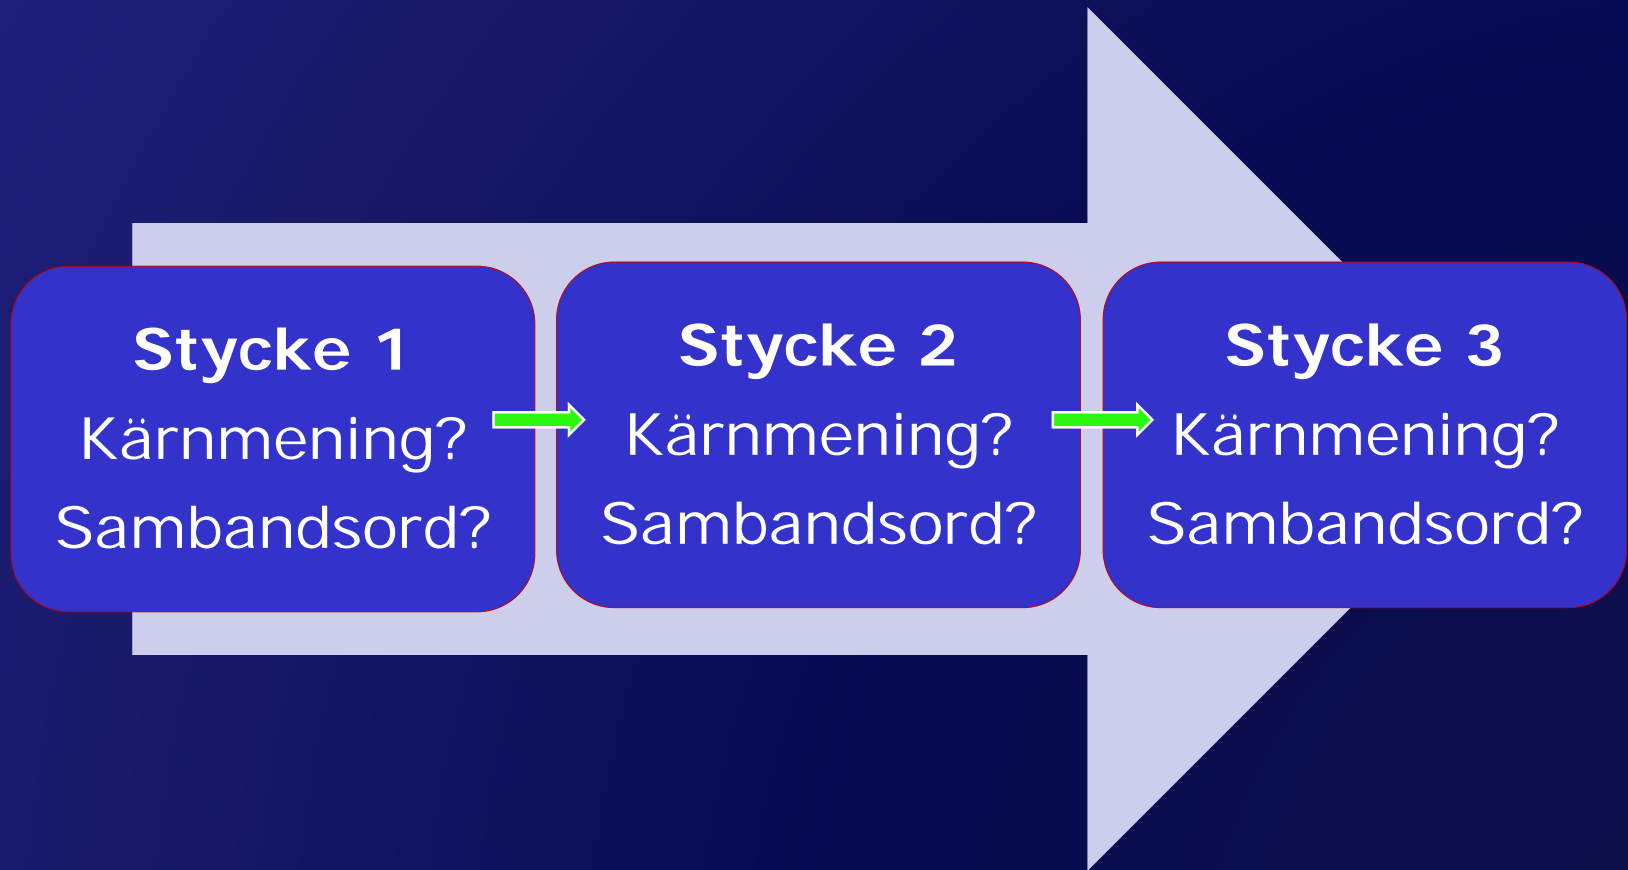 Stycke 1
Kärnmening?
Sambandsord?
Stycke 2
Kärnmening?
Sambandsord?
Stycke 3
Kärnmening?
Sambandsord?